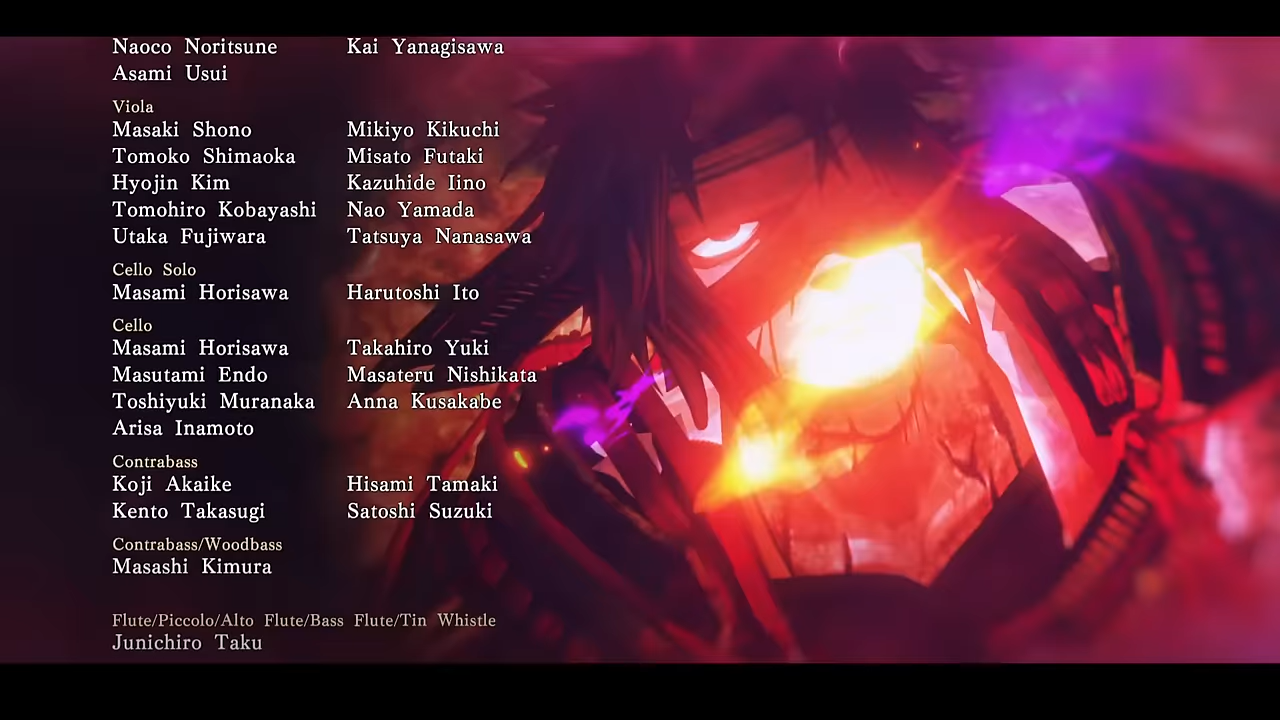 Naoco Noritsune Kai Yanagisawa
Asami Usui
Viola
Masaki Shono Mikiyo Kikuchi
Tomoko Shimaoka Misato Futaki
Hyojin Kim Kazuhide Iino
Tomohiro Kobayashi Nao Yamada
Utaka Fujiwara Tatsuya Nanasawa
Cello Solo
Masami Horisawa Harutoshi Ito
Cello
Masami Horisawa Takahiro Yuki
Masutami Endo Masateru Nishikata
Toshiyuki Muranaka Anna Kusakabe
Arisa Inamoto
Contrabass
Koji Akaike Hisami Tamaki
Kento Takasugi Satoshi Suzuki
Contrabass/Woodbass
Masashi Kimura
Flute/Piccolo/Alto Flute/Bass Flute/Tin Whistle
Junichiro Taku